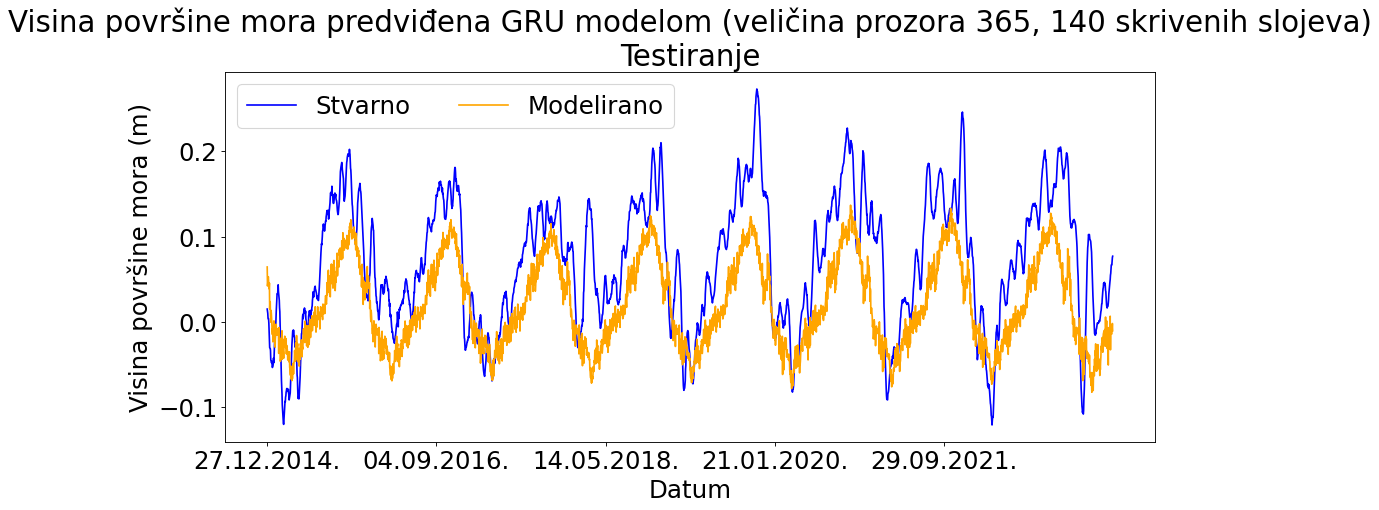 Visina površine mora predviđena GRU modelom (veličina prozora 365, 140 skrivenih slojeva)
Testiranje
Stvarno
Modelirano
Visina površine mora (m)
0.2
0.1
0.0
−0.1
27.12.2014.
04.09.2016.
14.05.2018.
21.01.2020.
29.09.2021.
Datum